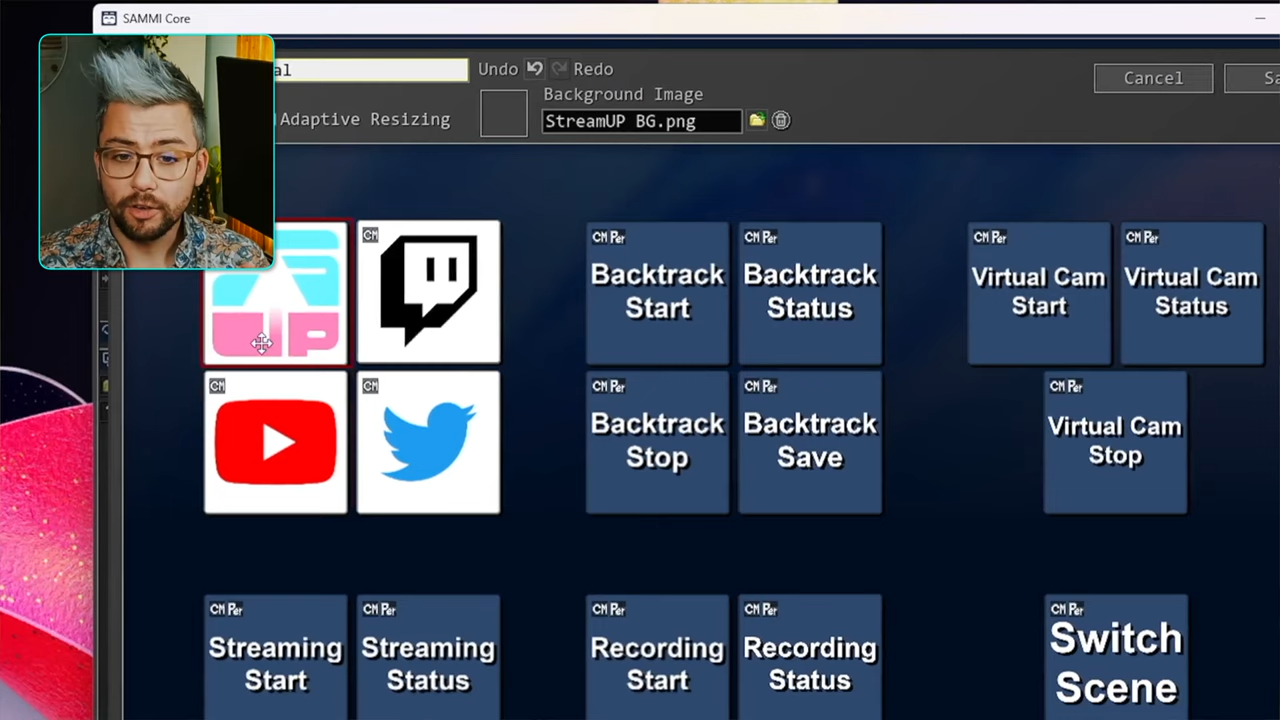 SAMMI Core
al
Undo
Redo
Cancel
Sa
Adaptive Resizing
Background Image
StreamUP BG.png
UP
CM
CM
CM
CM Per
Backtrack
Start
CM Per
Backtrack
Status
CM Per
Virtual Cam
Start
CM Per
Virtual Cam
Status
CM Per
Backtrack
Stop
CM Per
Backtrack
Save
CM Per
Virtual Cam
Stop
CM Per
Streaming
Start
CM Per
Streaming
Status
CM Per
Recording
Start
CM Per
Recording
Status
CM Per
Switch
Scene